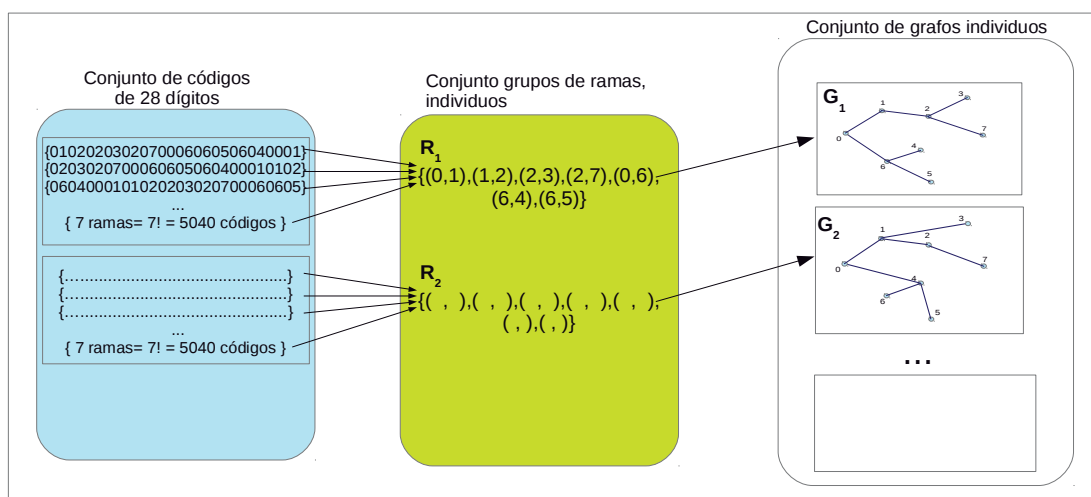 Conjunto de grafos individuos
Conjunto de códigos
de 28 dígitos
Conjunto grupos de ramas,
individuos
{0102020302070006060506040001}
{0203020700060605060400010102}
{0604000101020203020700060605}
...
{ 7 ramas= 7! = 5040 códigos }
{............................................}
{............................................}
{............................................}
...
{ 7 ramas= 7! = 5040 códigos }
R1
{(0,1),(1,2),(2,3),(2,7),(0,6),
(6,4),(6,5)}
R2
{( , ),( , ),( , ),( , ),( , ),
( , ),( , )}
G1
0
1
2
3
7
4
6
5
G2
0
1
2
3
7
4
6
5
...